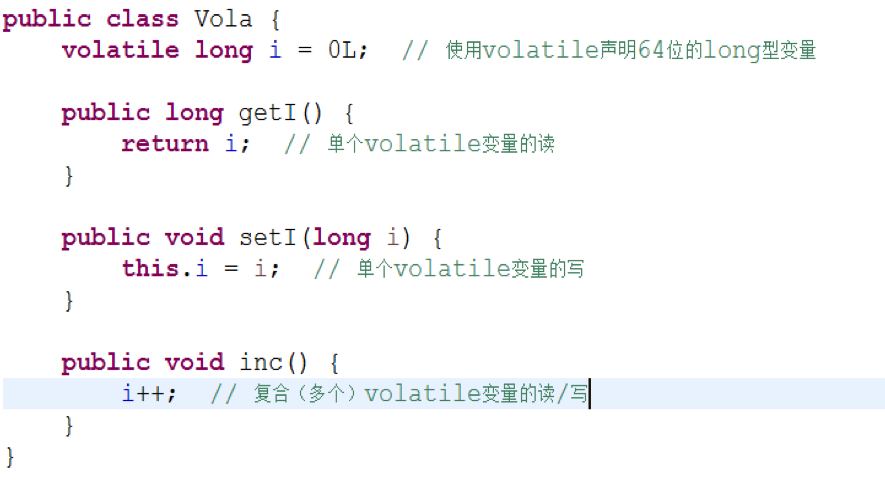 public class Vola {
    volatile long i = 0L;  // 使用volatile声明64位的long型变量

    public long getI() {
        return i;  // 单个volatile变量的读
    }

    public void setI(long i) {
        this.i = i;  // 单个volatile变量的写
    }

    public void inc() {
        i++;  // 复合（多个）volatile变量的读/写
    }
}